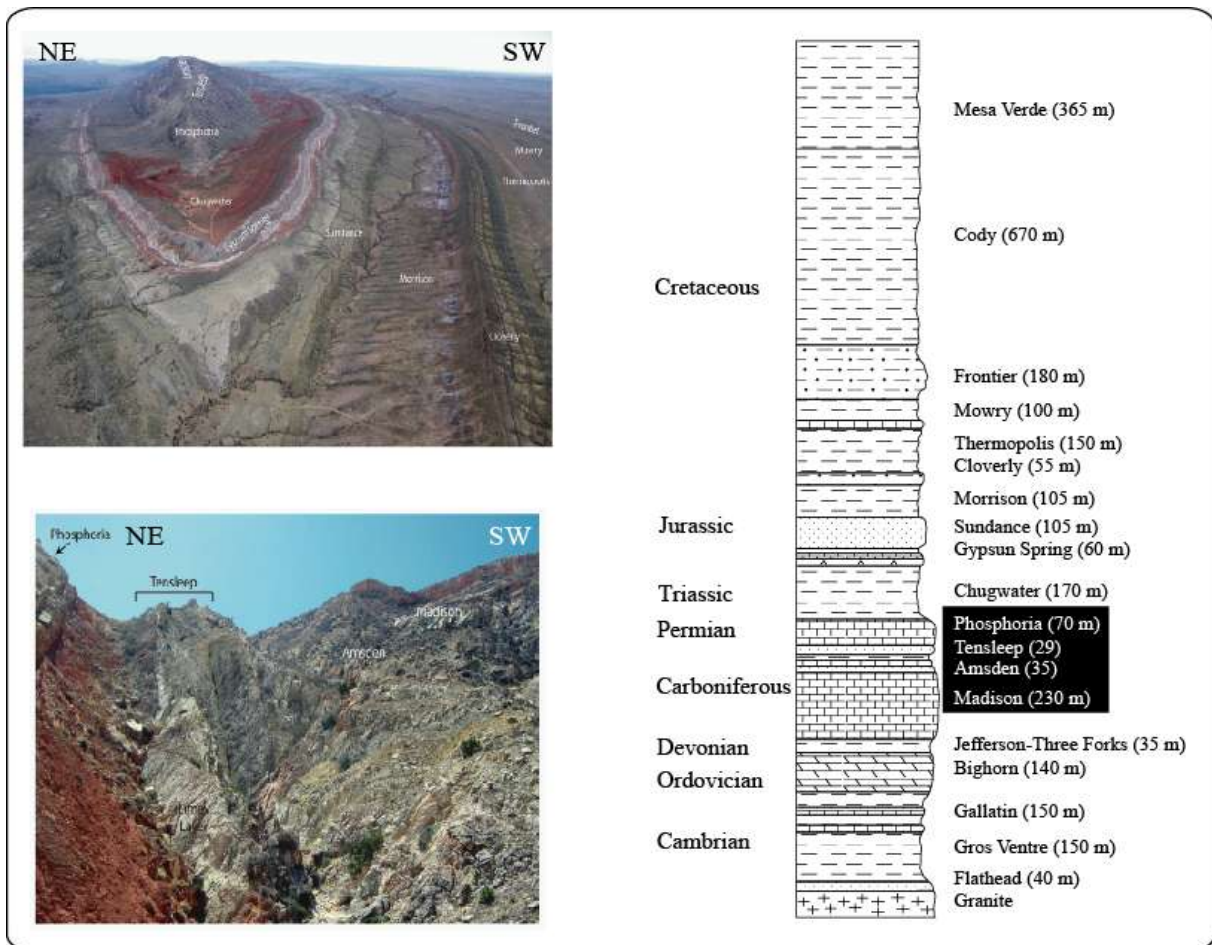 NE
SW
Phosphoria
Chugwater
Sundance
Morrison
Cloverly
Frontier
Mowry
Thermopolis
Phosphoria
NE
SW
Tensleep
Madison
Amsden
Cretaceous
Jurassic
Triassic
Permian
Carboniferous
Devonian
Ordovician
Cambrian
Mesa Verde (365 m)
Cody (670 m)
Frontier (180 m)
Mowry (100 m)
Thermopolis (150 m)
Cloverly (55 m)
Morrison (105 m)
Sundance (105 m)
Gypsun Spring (60 m)
Chugwater (170 m)
Phosphoria (70 m)
Tensleep (29)
Amsden (35)
Madison (230 m)
Jefferson-Three Forks (35 m)
Bighorn (140 m)
Gallatin (150 m)
Gros Ventre (150 m)
Flathead (40 m)
Granite